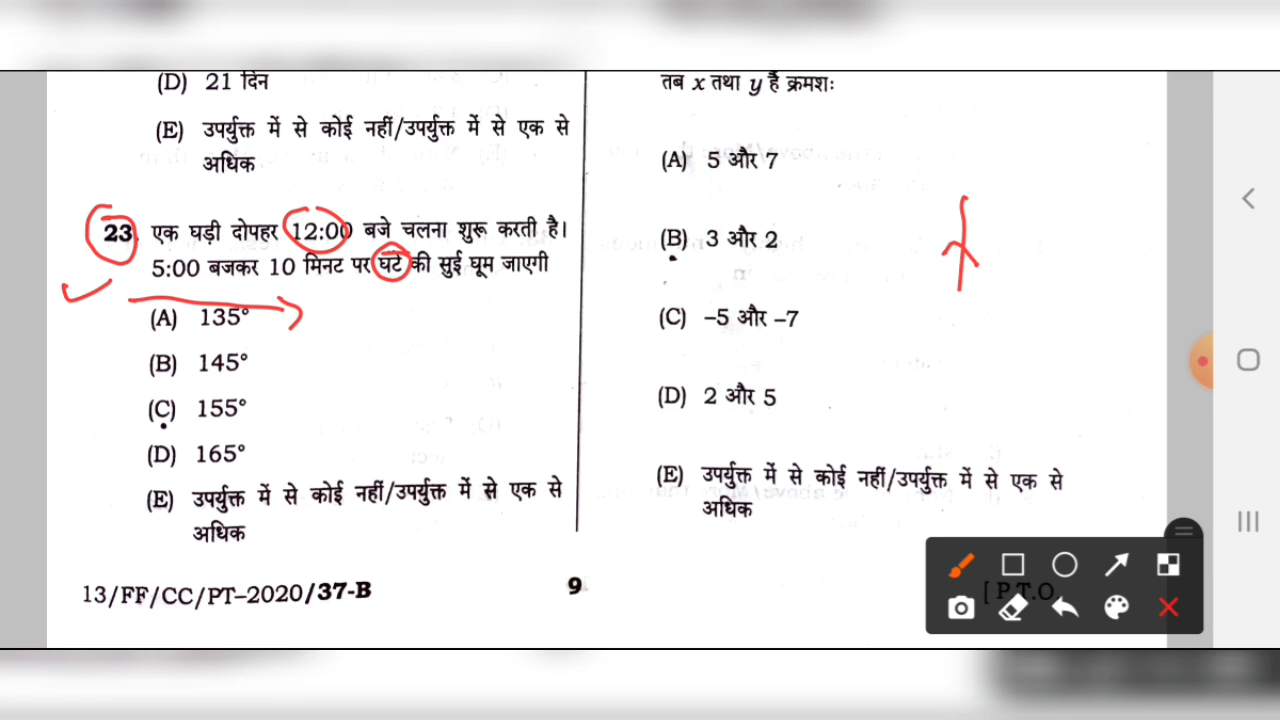 (D) 21 दिन
(E) उपर्युक्त में से कोई नहीं/उपर्युक्त में से एक से
अधिक
23. एक घड़ी दोपहर 12:00 बजे चलना शुरू करती है।
5:00 बजकर 10 मिनट पर घंटे की सुई घूम जाएगी
(A) 135°
(B) 145°
(C) 155°
(D) 165°
(E) उपर्युक्त में से कोई नहीं/उपर्युक्त में से एक से
अधिक
13/FF/CC/PT–2020/37-B
9
तब x तथा y हैं क्रमशः
(A) 5 और 7
(B) 3 और 2
(C) –5 और –7
(D) 2 और 5
(E) उपर्युक्त में से कोई नहीं/उपर्युक्त में से एक से
अधिक
[ P.T.O.